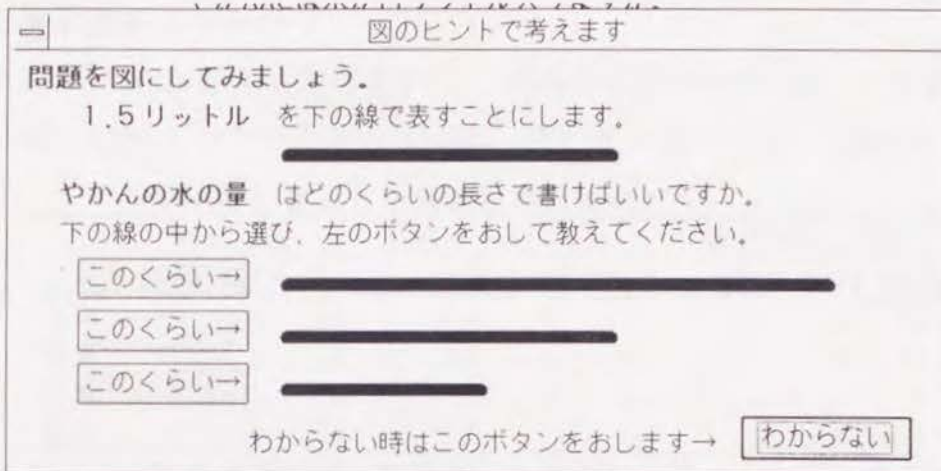 図のヒントで考えます
問題を図にしてみましょう。
1.5リットル を下の線で表すことにします。
やかんの水の量 はどのくらいの長さで書けばいいですか。
下の線の中から選び、左のボタンをおして教えてください。
このくらい→
このくらい→
このくらい→
わからない時はこのボタンをおします→ わからない